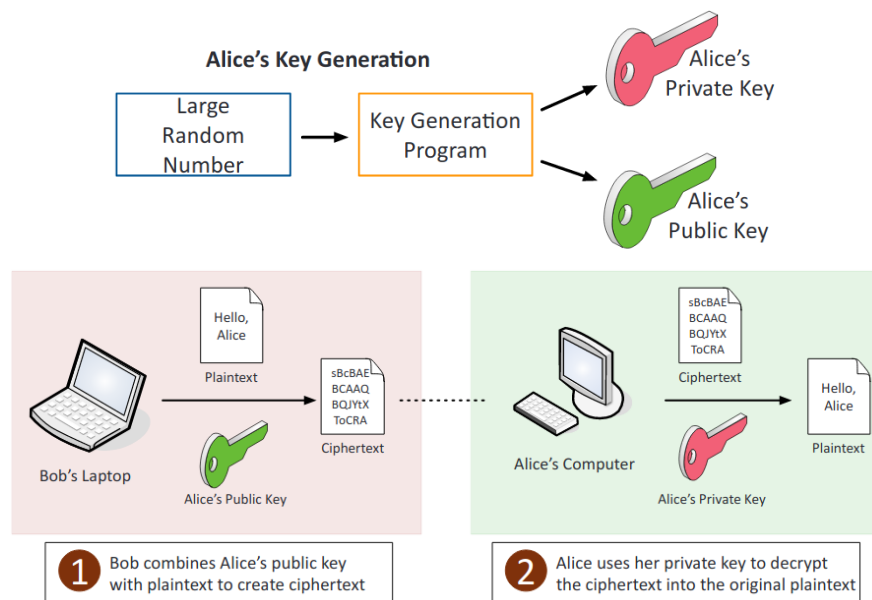 Alice's Key Generation
Large
Random
Number
Key Generation
Program
Alice's
Private Key
Alice's
Public Key
Hello,
Alice
Plaintext
sBcBAE
BCAAQ
BQJYtX
ToCRA
Ciphertext
Bob's Laptop
Alice's Public Key
sBcBAE
BCAAQ
BQJYtX
ToCRA
Ciphertext
Hello,
Alice
Plaintext
Alice's Computer
Alice's Private Key
1
Bob combines Alice's public key
with plaintext to create ciphertext
2
Alice uses her private key to decrypt
the ciphertext into the original plaintext